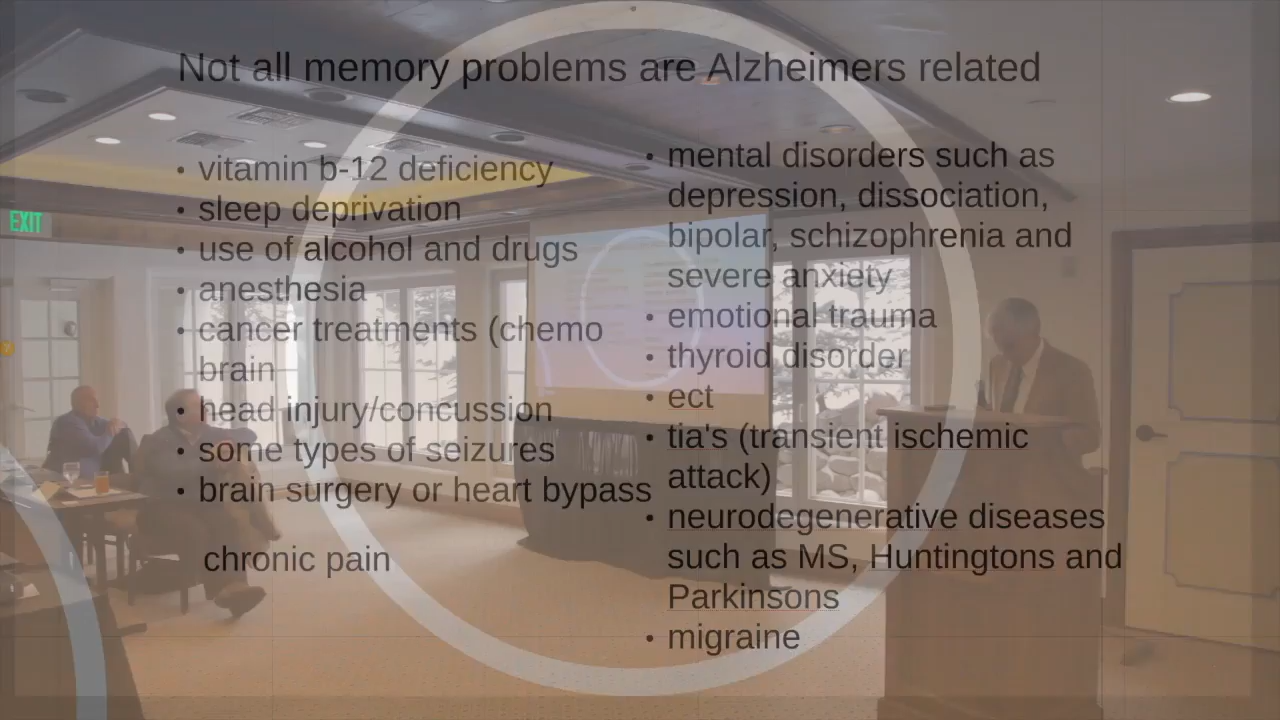 Not all memory problems are Alzheimers related
• vitamin b-12 deficiency
• sleep deprivation
• use of alcohol and drugs
• anesthesia
• cancer treatments (chemo
brain
• head injury/concussion
• some types of seizures
• brain surgery or heart bypass
chronic pain
• mental disorders such as
depression, dissociation,
bipolar, schizophrenia and
severe anxiety
• emotional trauma
• thyroid disorder
• ect
• tia's (transient ischemic
attack)
• neurodegenerative diseases
such as MS, Huntingtons and
Parkinsons
• migraine
EXIT